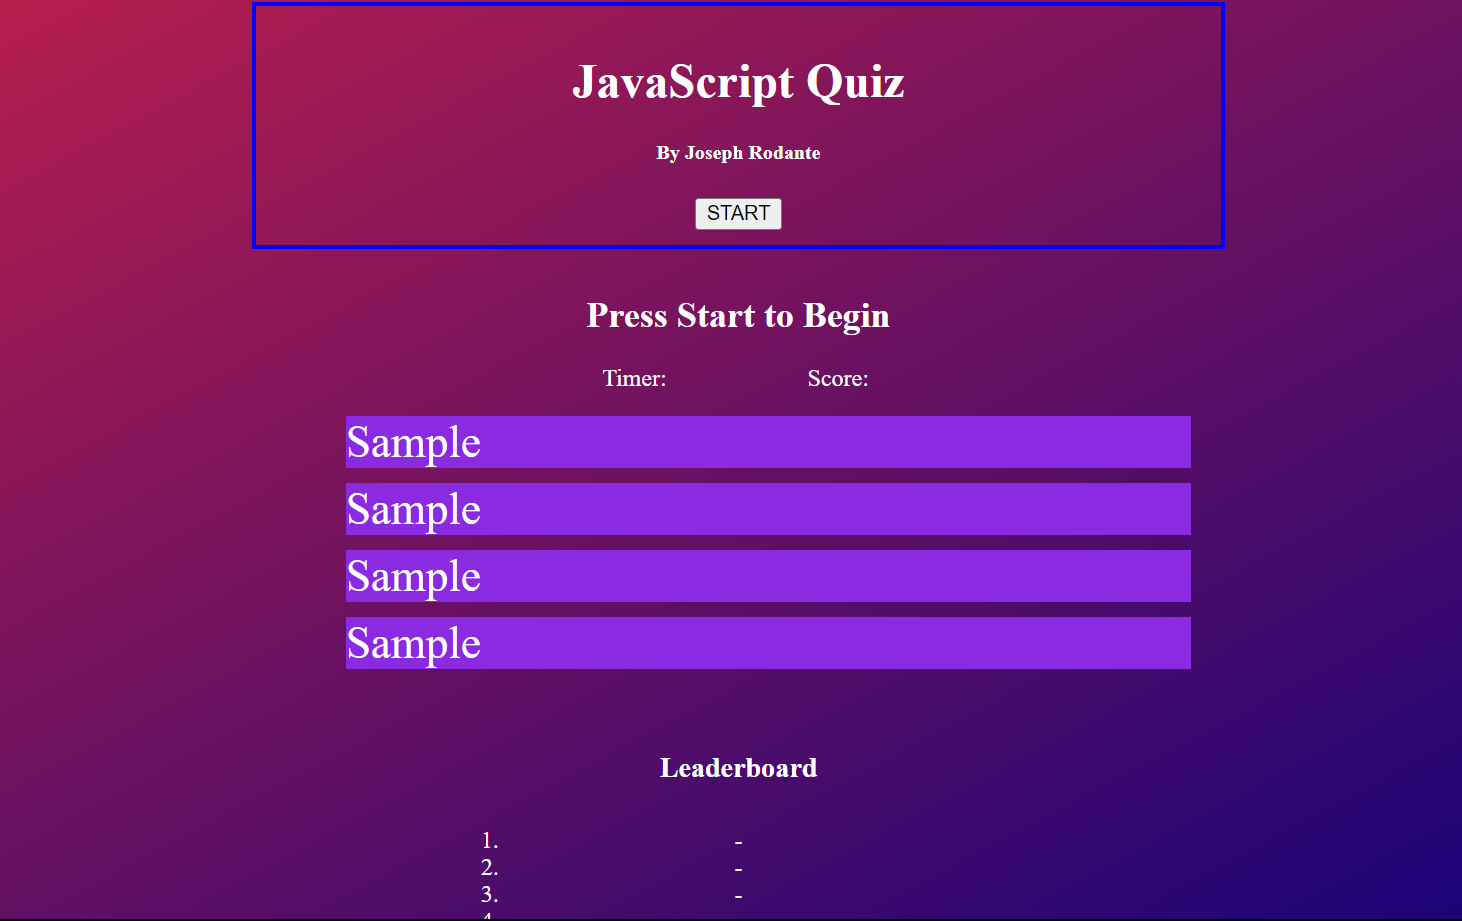 JavaScript Quiz
By Joseph Rodante
START
Press Start to Begin
Timer: Score:
Sample
Sample
Sample
Sample
Leaderboard
1. -
2. -
3. -